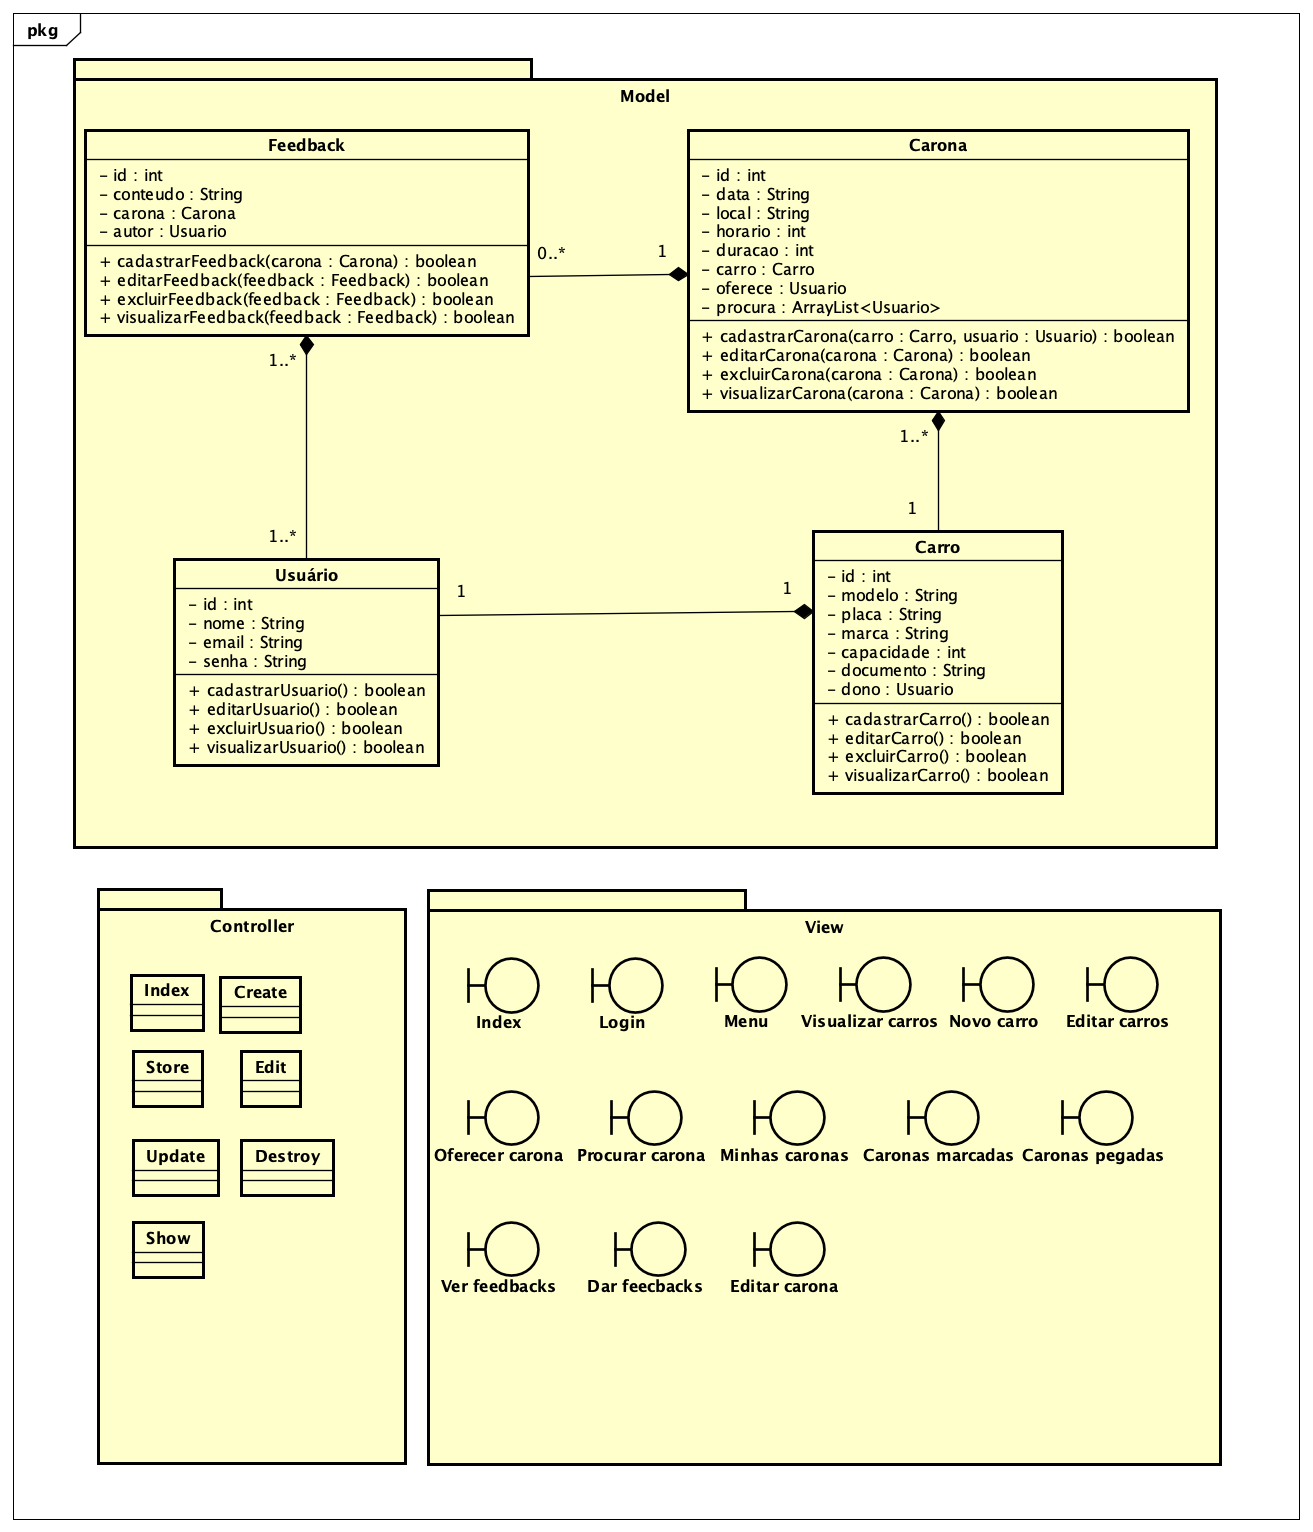 pkg
Model
Feedback
– id : int
– conteudo : String
– carona : Carona
– autor : Usuario
+ cadastrarFeedback(carona : Carona) : boolean
+ editarFeedback(feedback : Feedback) : boolean
+ excluirFeedback(feedback : Feedback) : boolean
+ visualizarFeedback(feedback : Feedback) : boolean
0..*
1
Carona
– id : int
– data : String
– local : String
– horario : int
– duracao : int
– carro : Carro
– oferece : Usuario
– procura : ArrayList<Usuario>
+ cadastrarCarona(carro : Carro, usuario : Usuario) : boolean
+ editarCarona(carona : Carona) : boolean
+ excluirCarona(carona : Carona) : boolean
+ visualizarCarona(carona : Carona) : boolean
1..*
1..*
1..*
1
Usuário
– id : int
– nome : String
– email : String
– senha : String
+ cadastrarUsuario() : boolean
+ editarUsuario() : boolean
+ excluirUsuario() : boolean
+ visualizarUsuario() : boolean
1
1
Carro
– id : int
– modelo : String
– placa : String
– marca : String
– capacidade : int
– documento : String
– dono : Usuario
+ cadastrarCarro() : boolean
+ editarCarro() : boolean
+ excluirCarro() : boolean
+ visualizarCarro() : boolean
Controller
Index
Create
Store
Edit
Update
Destroy
Show
View
Index
Login
Menu
Visualizar carros
Novo carro
Editar carros
Oferecer carona
Procurar carona
Minhas caronas
Caronas marcadas
Caronas pegadas
Ver feedbacks
Dar feecbacks
Editar carona